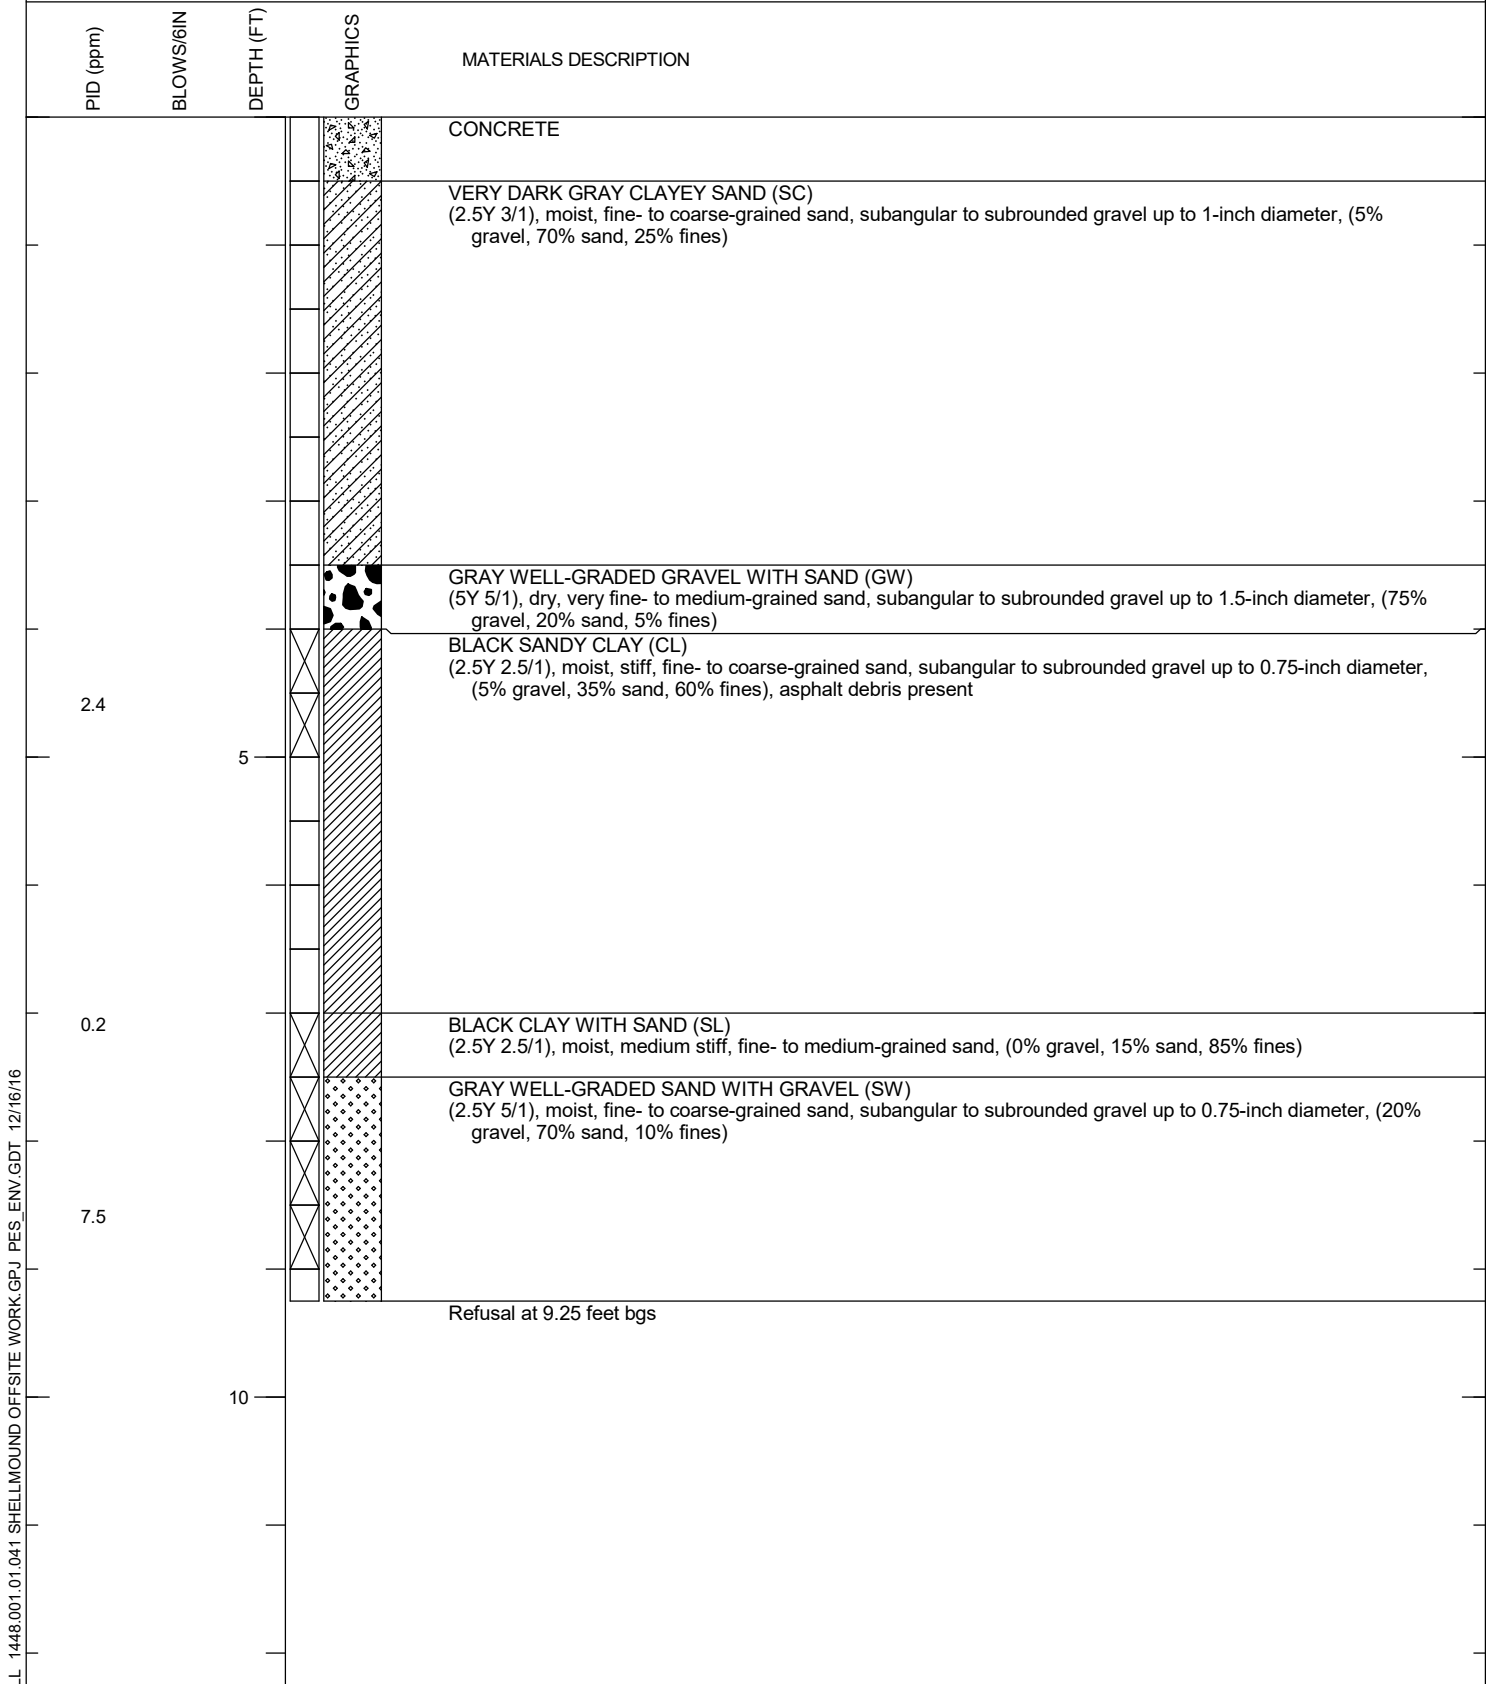 PID (ppm)
BLOWS/6IN
DEPTH (FT)
GRAPHICS
MATERIALS DESCRIPTION
CONCRETE
VERY DARK GRAY CLAYEY SAND (SC)
(2.5Y 3/1), moist, fine- to coarse-grained sand, subangular to subrounded gravel up to 1-inch diameter, (5%
gravel, 70% sand, 25% fines)
GRAY WELL-GRADED GRAVEL WITH SAND (GW)
(5Y 5/1), dry, very fine- to medium-grained sand, subangular to subrounded gravel up to 1.5-inch diameter, (75%
gravel, 20% sand, 5% fines)
BLACK SANDY CLAY (CL)
(2.5Y 2.5/1), moist, stiff, fine- to coarse-grained sand, subangular to subrounded gravel up to 0.75-inch diameter,
(5% gravel, 35% sand, 60% fines), asphalt debris present
2.4
5
0.2
BLACK CLAY WITH SAND (SL)
(2.5Y 2.5/1), moist, medium stiff, fine- to medium-grained sand, (0% gravel, 15% sand, 85% fines)
GRAY WELL-GRADED SAND WITH GRAVEL (SW)
(2.5Y 5/1), moist, fine- to coarse-grained sand, subangular to subrounded gravel up to 0.75-inch diameter, (20%
gravel, 70% sand, 10% fines)
7.5
Refusal at 9.25 feet bgs
10
LL 1448.001.01.041 SHELLMOUND OFFSITE WORK.GPJ PES_ENV.GDT 12/16/16